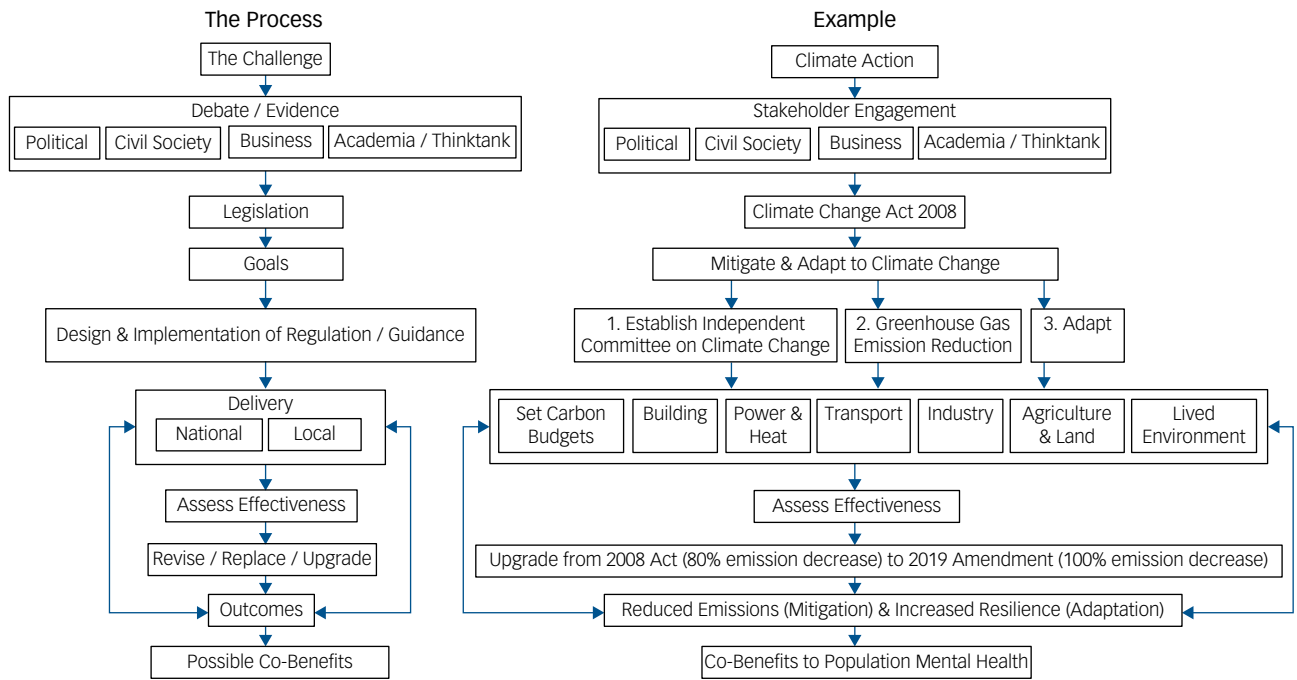 The Process
The Challenge
Debate / Evidence
Political
Civil Society
Business
Academia / Thinktank
Legislation
Goals
Design & Implementation of Regulation / Guidance
Delivery
National
Local
Assess Effectiveness
Revise / Replace / Upgrade
Outcomes
Possible Co-Benefits
Example
Climate Action
Stakeholder Engagement
Political
Civil Society
Business
Academia / Thinktank
Climate Change Act 2008
Mitigate & Adapt to Climate Change
1. Establish Independent
Committee on Climate Change
2. Greenhouse Gas
Emission Reduction
3. Adapt
Set Carbon
Budgets
Building
Power &
Heat
Transport
Industry
Agriculture
& Land
Lived
Environment
Assess Effectiveness
Upgrade from 2008 Act (80% emission decrease) to 2019 Amendment (100% emission decrease)
Reduced Emissions (Mitigation) & Increased Resilience (Adaptation)
Co-Benefits to Population Mental Health